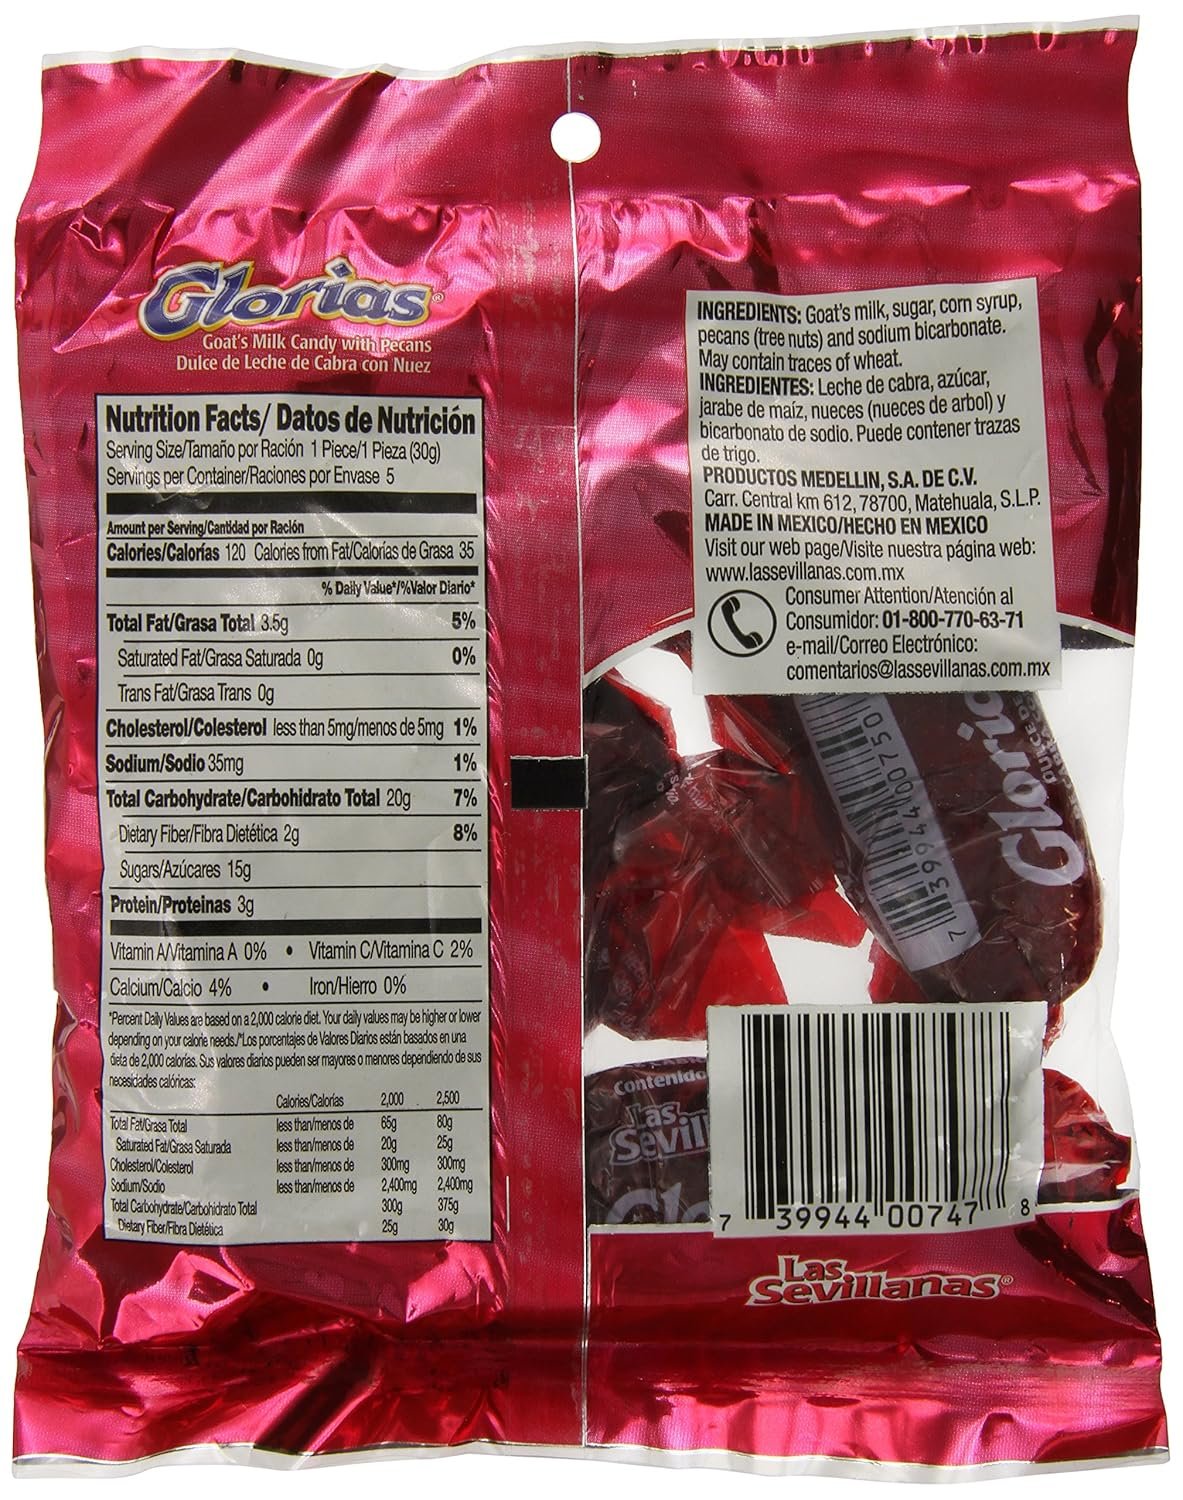 Glorias®
Goat's Milk Candy with Pecans
Dulce de Leche de Cabra con Nuez
Nutrition Facts/ Datos de Nutrición
Serving Size/Tamaño por Ración 1 Piece/1 Pieza (30g)
Servings per Container/Raciones por Envase 5
Amount per Serving/Cantidad por Ración
Calories/Calorías 120 Calories from Fat/Calorías de Grasa 35
% Daily Value*/%Valor Diario*
Total Fat/Grasa Total 3.5g 5%
Saturated Fat/Grasa Saturada 0g 0%
Trans Fat/Grasa Trans 0g
Cholesterol/Colesterol less than 5mg/menos de 5mg 1%
Sodium/Sodio 35mg 1%
Total Carbohydrate/Carbohidrato Total 20g 7%
Dietary Fiber/Fibra Dietética 2g 8%
Sugars/Azúcares 15g
Protein/Proteinas 3g
Vitamin A/Vitamina A 0% • Vitamin C/Vitamina C 2%
Calcium/Calcio 4% • Iron/Hierro 0%
*Percent Daily Values are based on a 2,000 calorie diet. Your daily values may be higher or lower
depending on your calorie needs./*Los porcentajes de Valores Diarios están basados en una
dieta de 2,000 calorías. Sus valores diarios pueden ser mayores o menores dependiendo de sus
necesidades calóricas:
Calories/Calorías 2,000 2,500
Total Fat/Grasa Total less than/menos de 65g 80g
Saturated Fat/Grasa Saturada less than/menos de 20g 25g
Cholesterol/Colesterol less than/menos de 300mg 300mg
Sodium/Sodio less than/menos de 2,400mg 2,400mg
Total Carbohydrate/Carbohidrato Total 300g 375g
Dietary Fiber/Fibra Dietética 25g 30g
INGREDIENTS: Goat's milk, sugar, corn syrup,
pecans (tree nuts) and sodium bicarbonate.
May contain traces of wheat.
INGREDIENTES: Leche de cabra, azúcar,
jarabe de maíz, nueces (nueces de arbol) y
bicarbonato de sodio. Puede contener trazas
de trigo.
PRODUCTOS MEDELLIN, S.A. DE C.V.
Carr. Central km 612, 78700, Matehuala, S.L.P.
MADE IN MEXICO/HECHO EN MEXICO
Visit our web page/Visite nuestra página web:
www.lassevillanas.com.mx
Consumer Attention/Atención al
Consumidor: 01-800-770-63-71
e-mail/Correo Electrónico:
comentarios@lassevillanas.com.mx
7 39944 00750
Glorias
Contenido
Las
Sevill
Glo
7 39944 00747 8
Las
Sevillanas®